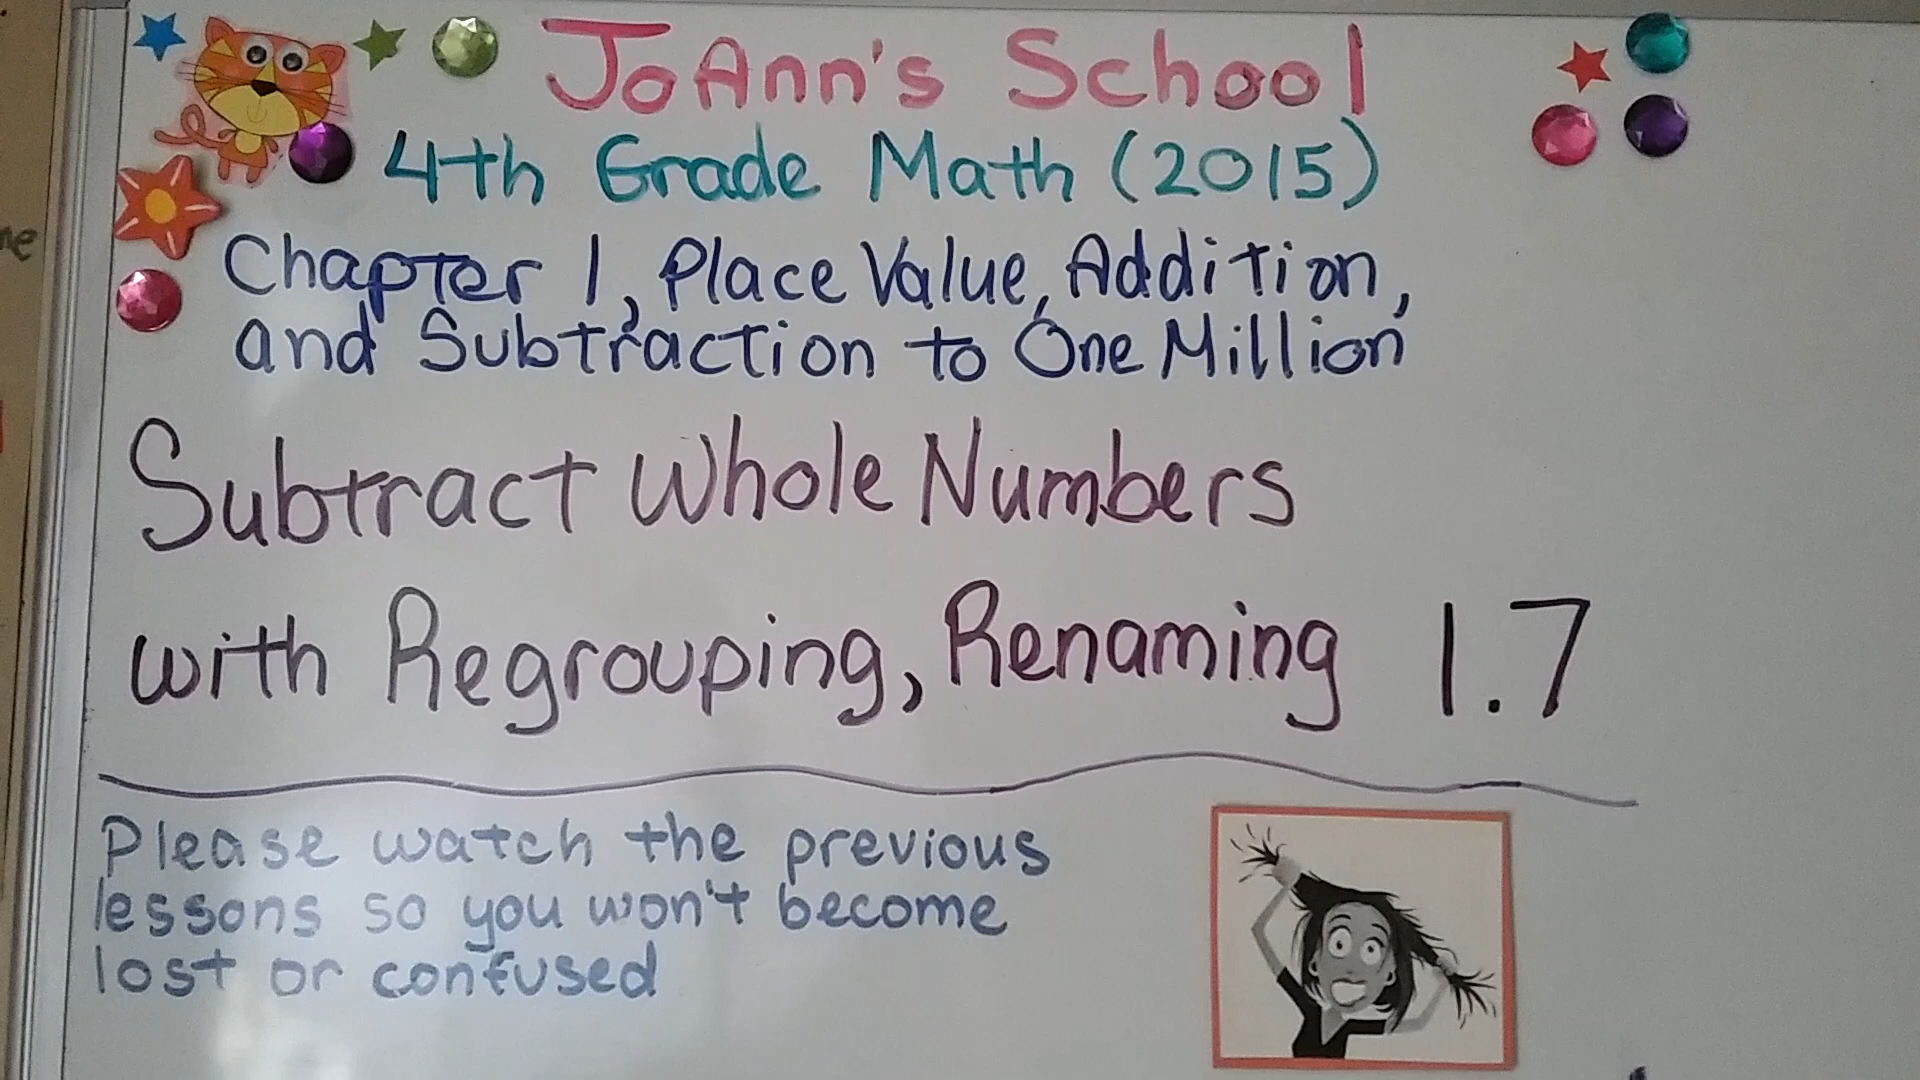 JoAnn's School
4th Grade Math (2015)
Chapter 1, Place Value, Addition,
and Subtraction to One Million
Subtract Whole Numbers
with Regrouping, Renaming 1.7
Please watch the previous
lessons so you won't become
lost or confused